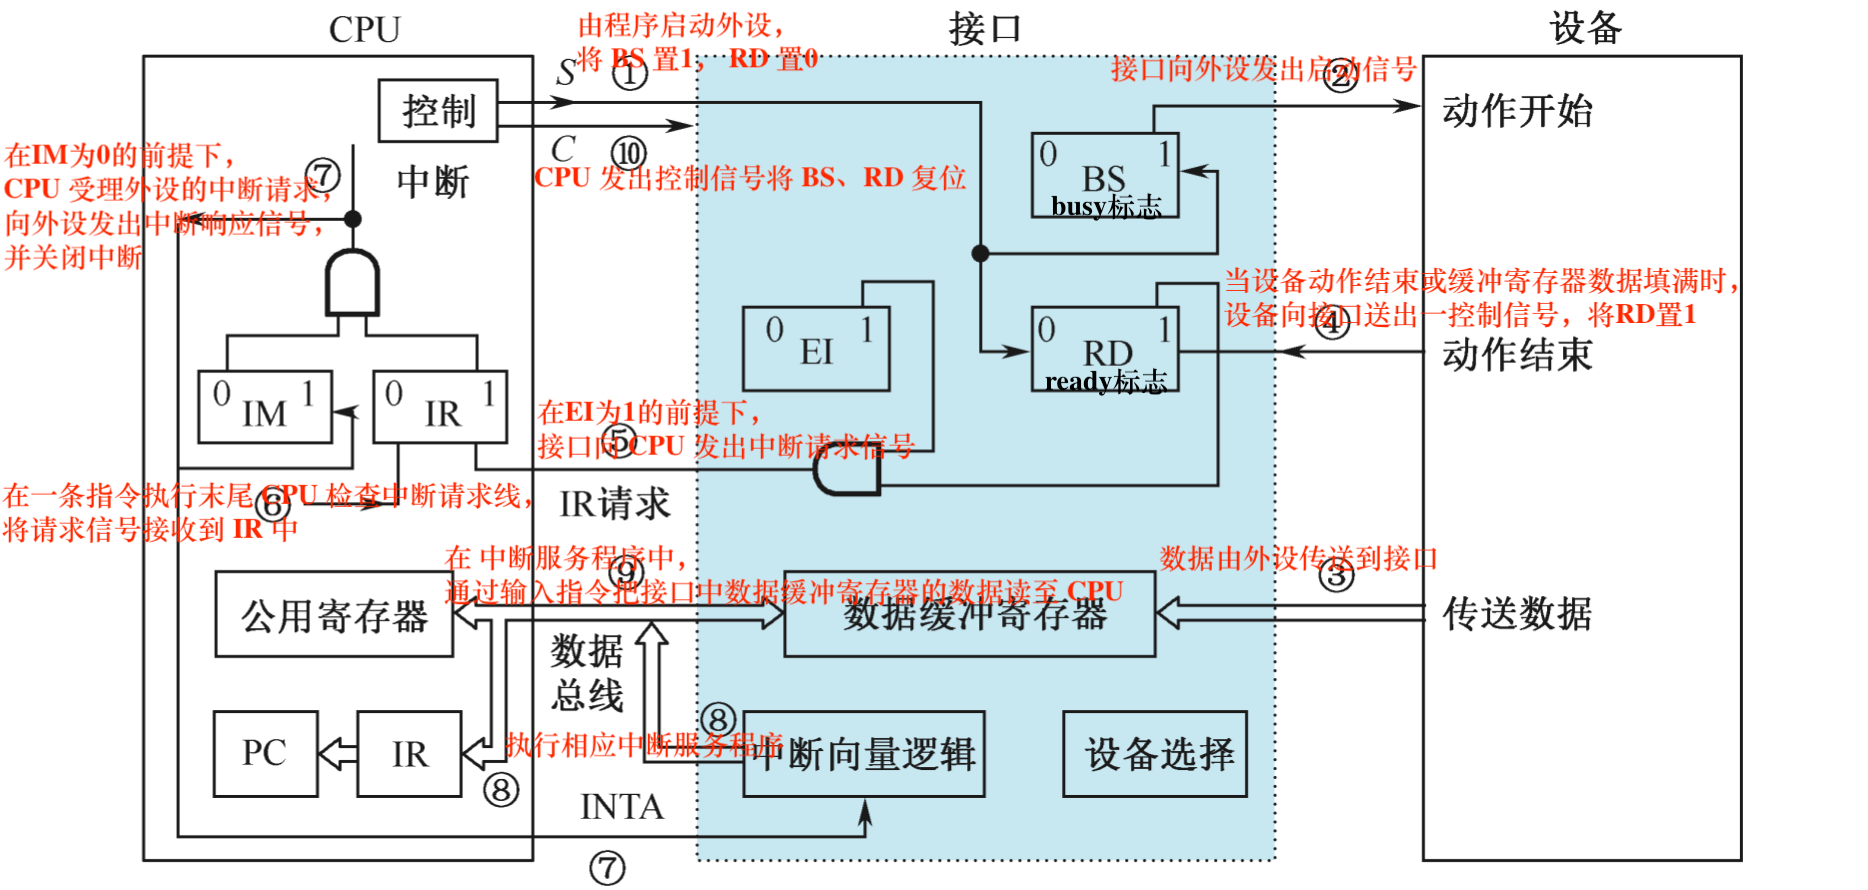 CPU
接口
设备
由程序启动外设，
将 BS 置1， RD 置0
S
①
接口向外设发出启动信号
②
控制
动作开始
C
⑩
CPU 发出控制信号将 BS、RD 复位
在IM为0的前提下，
CPU 受理外设的中断请求，
向外设发出中断响应信号，
并关闭中断
⑦
中断
0 1
BS
busy标志
当设备动作结束或缓冲寄存器数据填满时，
设备向接口送出一控制信号，将RD置1
④
动作结束
0 1
EI
0 1
RD
ready标志
0 1
IM
0 1
IR
在EI为1的前提下，
接口向 CPU 发出中断请求信号
⑤
IR请求
在一条指令执行末尾 CPU 检查中断请求线，
将请求信号接收到 IR 中
⑥
在 中断服务程序中，
通过输入指令把接口中数据缓冲寄存器的数据读至 CPU
⑨
数据由外设传送到接口
③
公用寄存器
数据缓冲寄存器
传送数据
数据
总线
PC
IR
⑧
执行相应中断服务程序
⑧
中断向量逻辑
设备选择
INTA
⑦